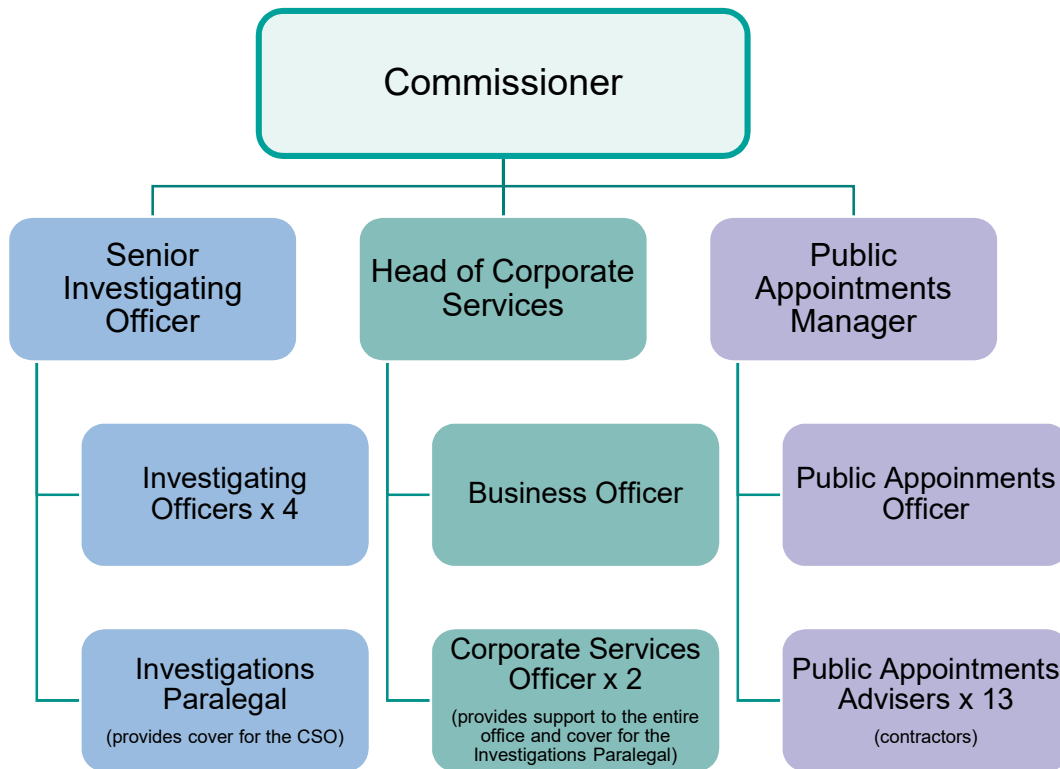 Commissioner
Senior
Investigating
Officer
Head of Corporate
Services
Public
Appointments
Manager
Investigating
Officers x 4
Business Officer
Public Appoinments
Officer
Investigations
Paralegal
(provides cover for the CSO)
Corporate Services
Officer x 2
(provides support to the entire
office and cover for the
Investigations Paralegal)
Public Appointments
Advisers x 13
(contractors)